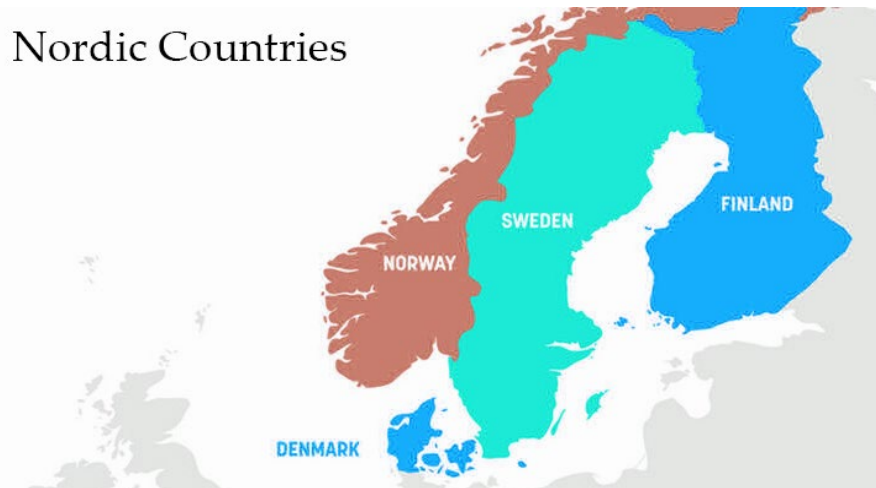 Nordic Countries
SWEDEN
FINLAND
NORWAY
DENMARK